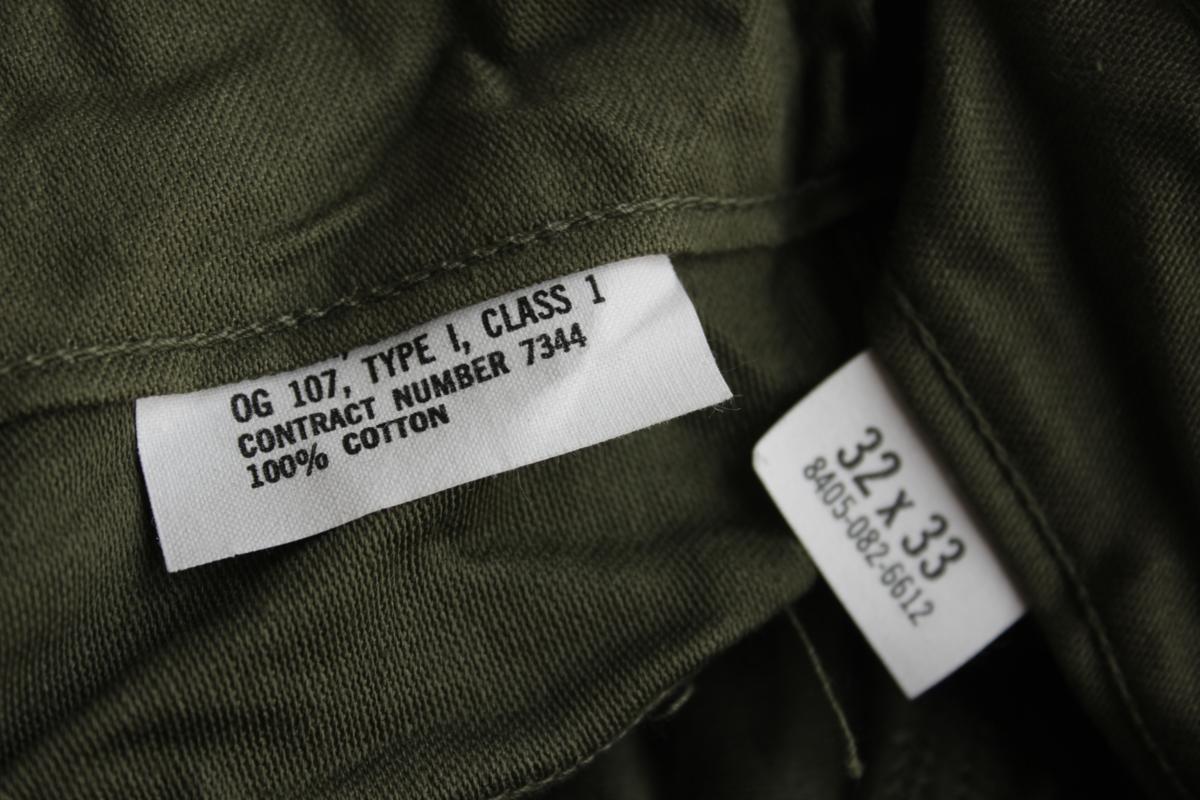 OG 107, TYPE I, CLASS 1
CONTRACT NUMBER 7344
100% COTTON
32 x 33
8405-082-6612